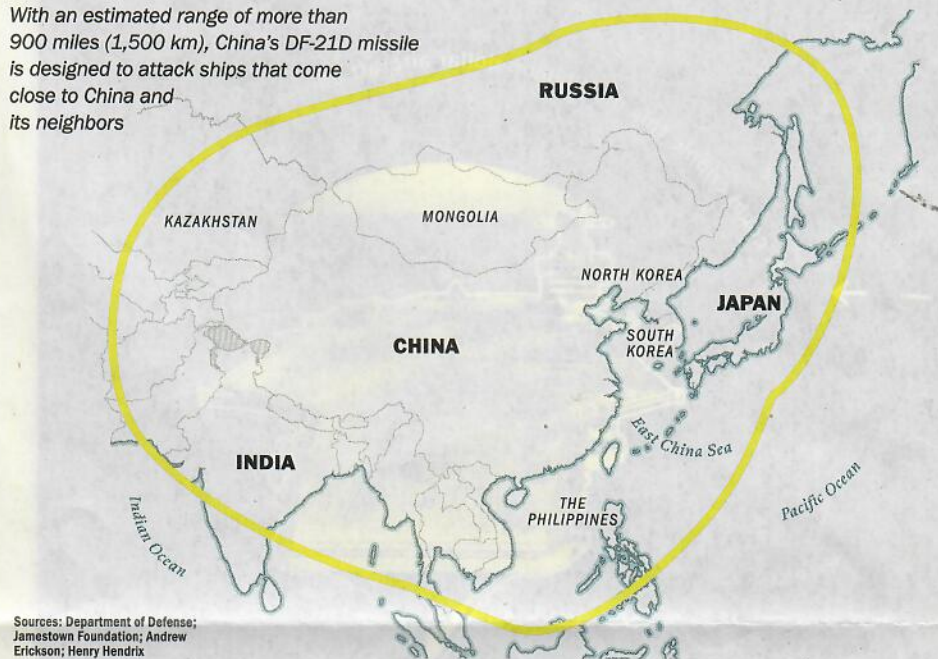 With an estimated range of more than
900 miles (1,500 km), China's DF-21D missile
is designed to attack ships that come
close to China and
its neighbors
RUSSIA
KAZAKHSTAN
MONGOLIA
NORTH KOREA
JAPAN
SOUTH
KOREA
CHINA
East China Sea
INDIA
THE
PHILIPPINES
Pacific Ocean
Indian Ocean
Sources: Department of Defense;
Jamestown Foundation; Andrew
Erickson; Henry Hendrix